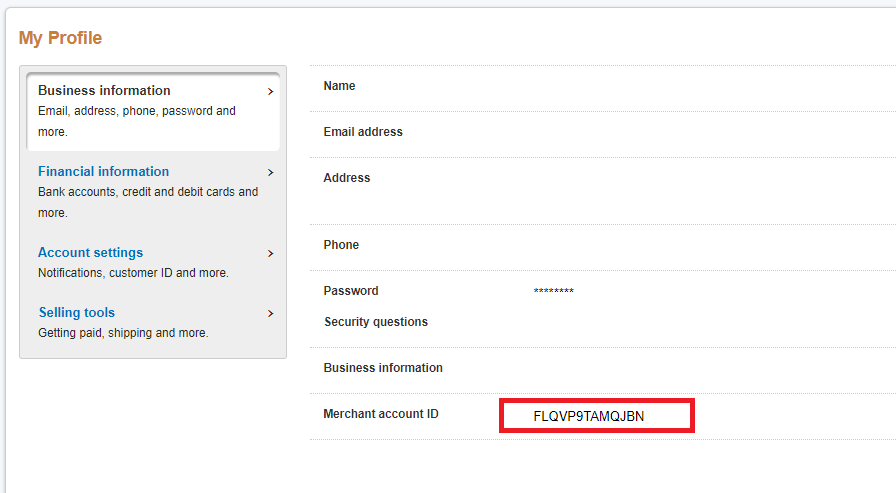 My Profile
Business information
Email, address, phone, password and
more.
Financial information
Bank accounts, credit and debit cards and
more.
Account settings
Notifications, customer ID and more.
Selling tools
Getting paid, shipping and more.
Name
Email address
Address
Phone
Password ********
Security questions
Business information
Merchant account ID FLQVP9TAMQJBN